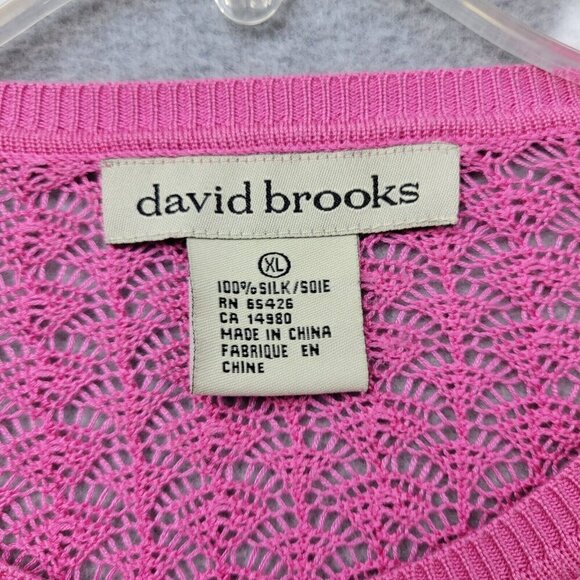 david brooks
XL
100% SILK/SOIE
RN 65426
CA 14980
MADE IN CHINA
FABRIQUE EN
CHINE